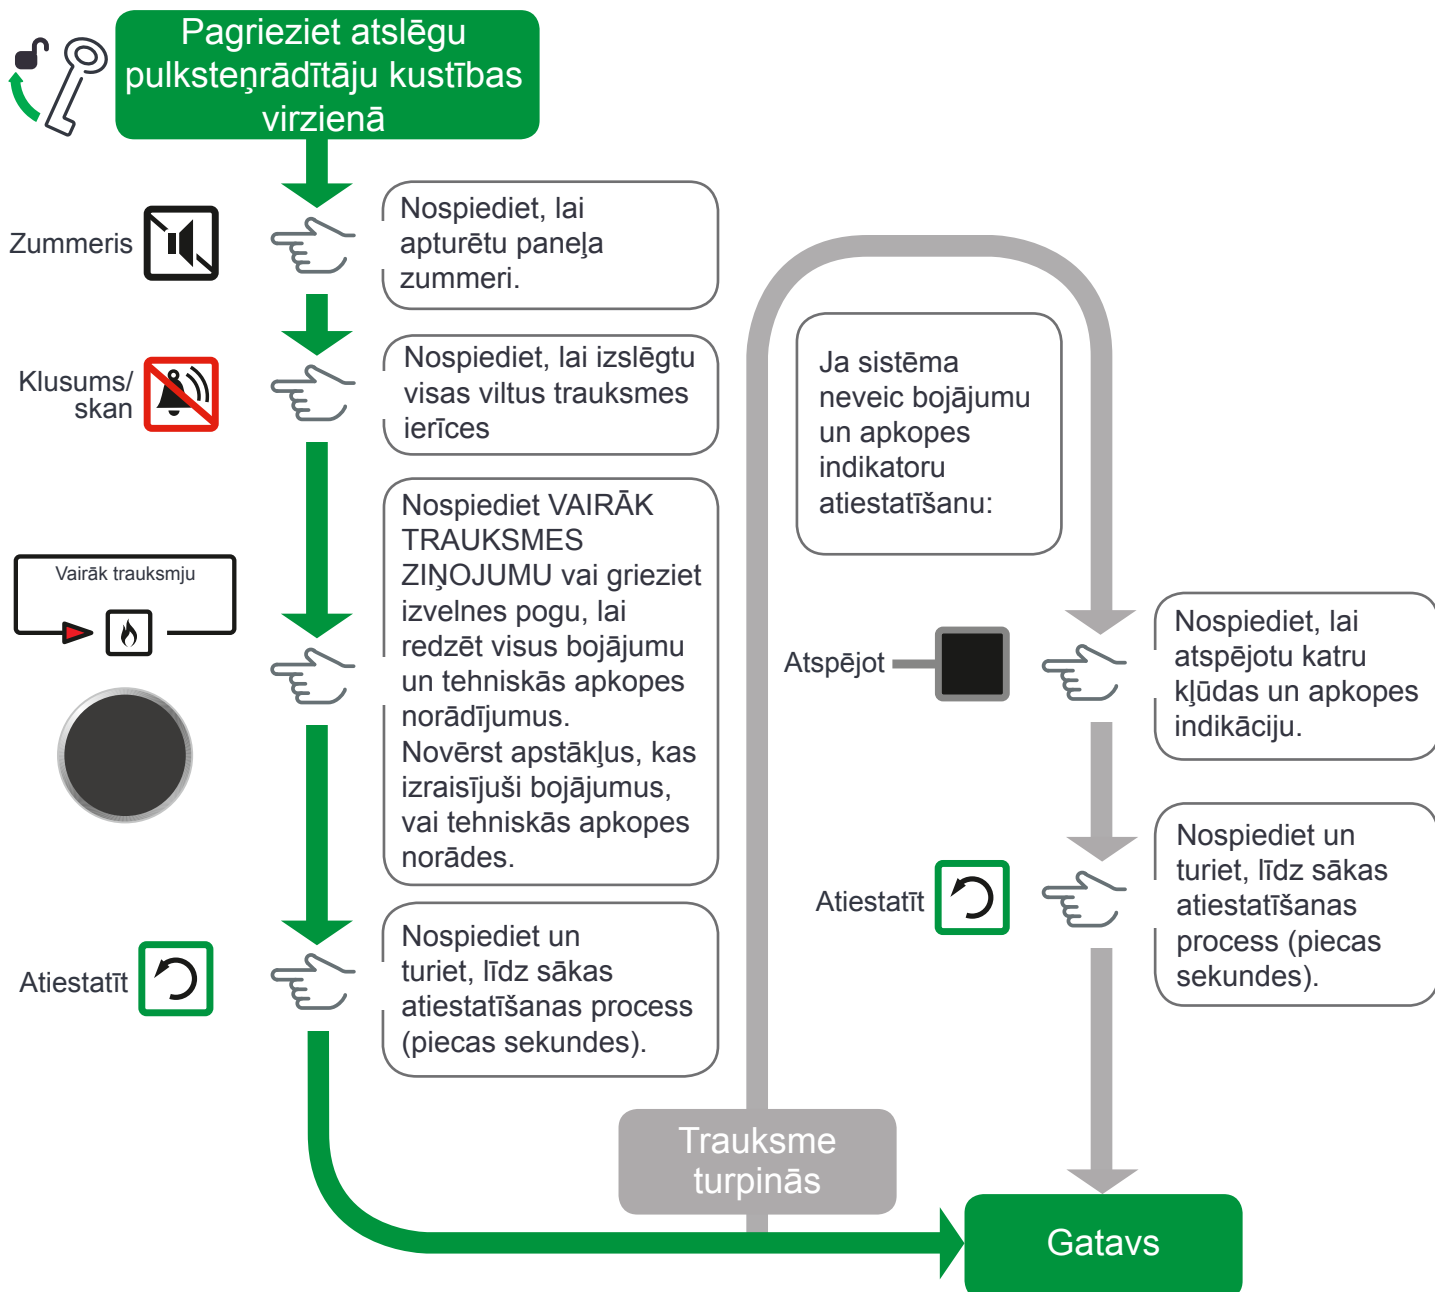 Pagrieziet atslēgu
pulksteņrādītāju kustības
virzienā
Zummeris
Nospiediet, lai
apturētu paneļa
zummeri.
Klusums/
skan
Nospiediet, lai izslēgtu
visas viltus trauksmes
ierīces
Vairāk trauksmju
Nospiediet VAIRĀK
TRAUKSMES
ZIŅOJUMU vai grieziet
izvelnes pogu, lai
redzēt visus bojājumu
un tehniskās apkopes
norādījumus.
Novērst apstākļus, kas
izraisījuši bojājumus,
vai tehniskās apkopes
norādes.
Atiestatīt
Nospiediet un
turiet, līdz sākas
atiestatīšanas process
(piecas sekundes).
Trauksme
turpinās
Ja sistēma
neveic bojājumu
un apkopes
indikatoru
atiestatīšanu:
Atspējot
Nospiediet, lai
atspējotu katru
kļūdas un apkopes
indikāciju.
Atiestatīt
Nospiediet un
turiet, līdz sākas
atiestatīšanas
process (piecas
sekundes).
Gatavs